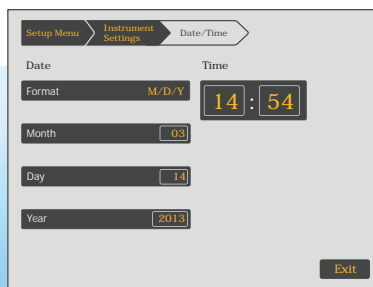 Setup Menu
Instrument
Settings
Date/Time
Date
Time
Format M/D/Y
14 : 54
Month 03
Day 14
Year 2013
Exit